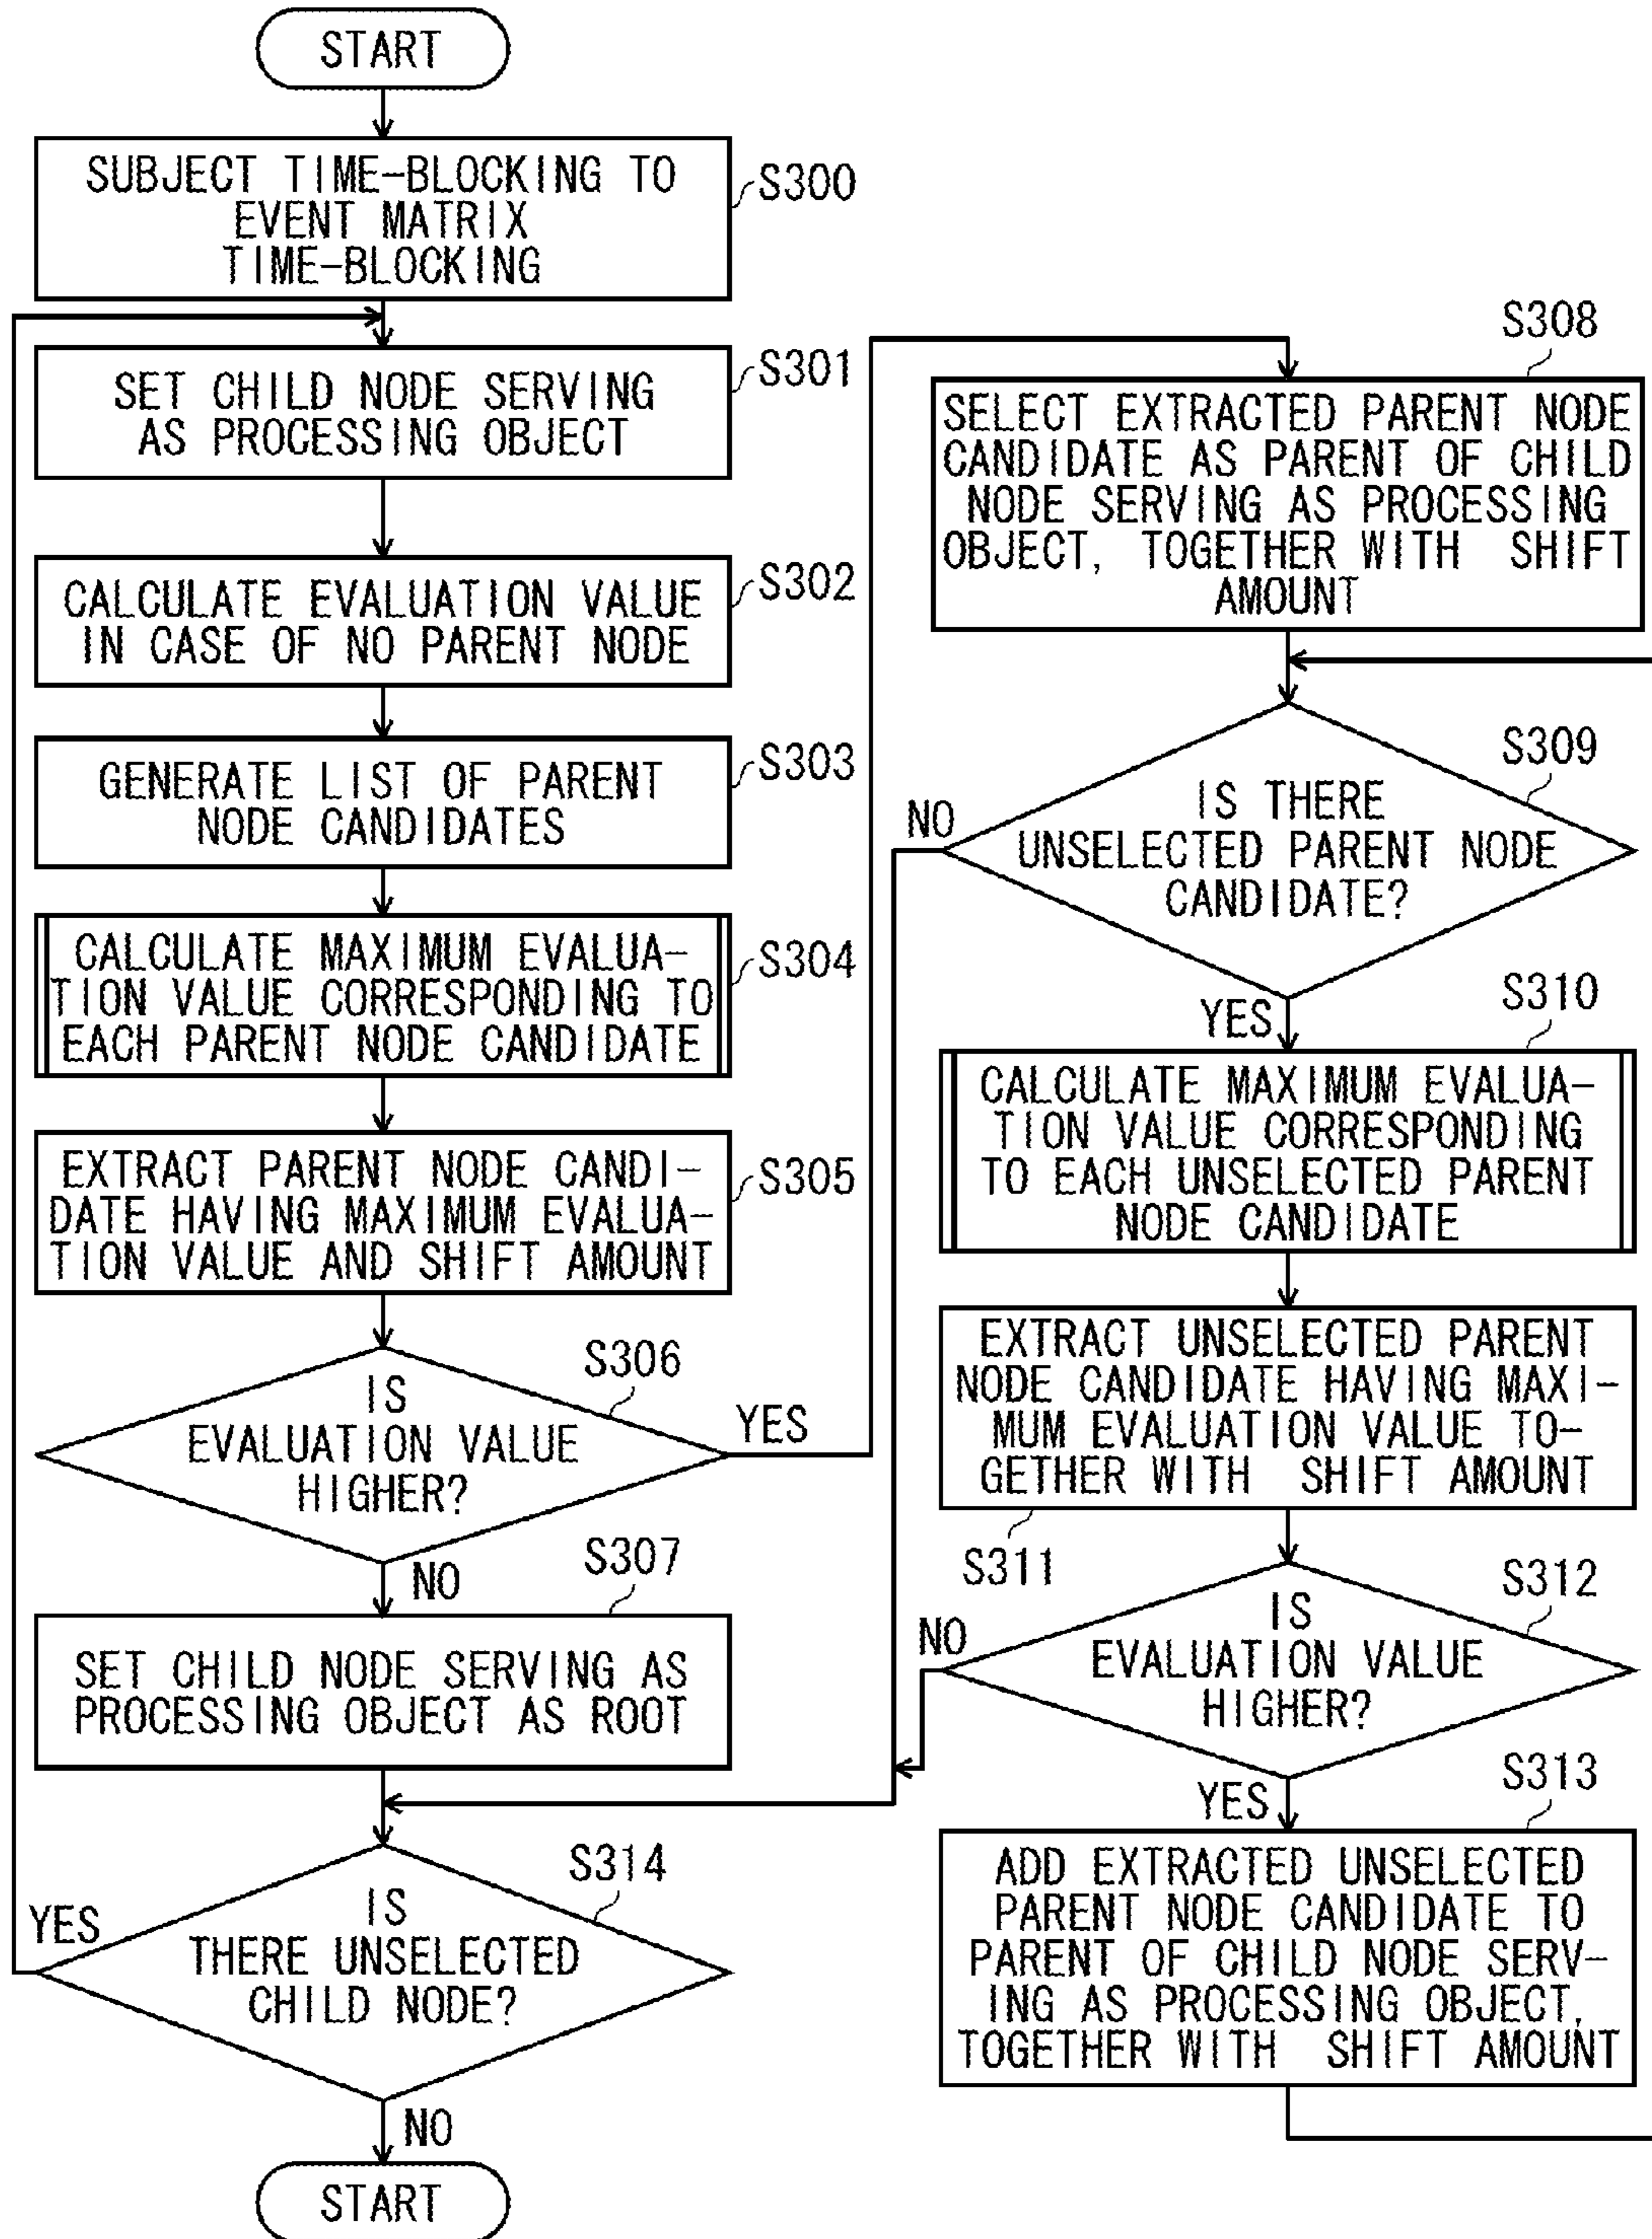 START
SUBJECT TIME-BLOCKING TO
EVENT MATRIX
TIME-BLOCKING
S300
SET CHILD NODE SERVING
AS PROCESSING OBJECT
S301
CALCULATE EVALUATION VALUE
IN CASE OF NO PARENT NODE
S302
GENERATE LIST OF PARENT
NODE CANDIDATES
S303
CALCULATE MAXIMUM EVALUA-
TION VALUE CORRESPONDING TO
EACH PARENT NODE CANDIDATE
S304
EXTRACT PARENT NODE CANDI-
DATE HAVING MAXIMUM EVALUA-
TION VALUE AND SHIFT AMOUNT
S305
S306
IS
EVALUATION VALUE
HIGHER?
YES
NO
S307
SET CHILD NODE SERVING AS
PROCESSING OBJECT AS ROOT
S314
IS
THERE UNSELECTED
CHILD NODE?
YES
NO
START
S308
SELECT EXTRACTED PARENT NODE
CANDIDATE AS PARENT OF CHILD
NODE SERVING AS PROCESSING
OBJECT, TOGETHER WITH SHIFT
AMOUNT
S309
IS THERE
UNSELECTED PARENT NODE
CANDIDATE?
NO
YES
S310
CALCULATE MAXIMUM EVALUA-
TION VALUE CORRESPONDING
TO EACH UNSELECTED PARENT
NODE CANDIDATE
EXTRACT UNSELECTED PARENT
NODE CANDIDATE HAVING MAXI-
MUM EVALUATION VALUE TO-
GETHER WITH SHIFT AMOUNT
S311
S312
IS
EVALUATION VALUE
HIGHER?
NO
YES
S313
ADD EXTRACTED UNSELECTED
PARENT NODE CANDIDATE TO
PARENT OF CHILD NODE SERV-
ING AS PROCESSING OBJECT,
TOGETHER WITH SHIFT AMOUNT